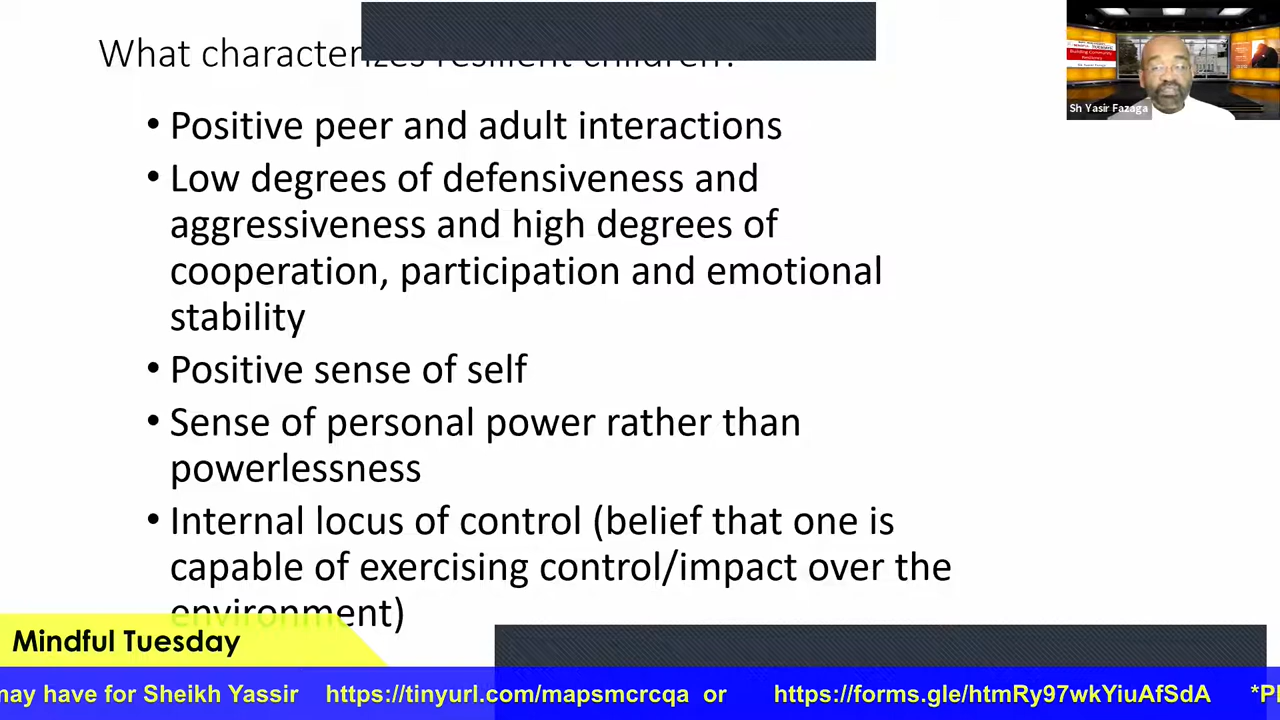 What characterizes resilient children?
• Positive peer and adult interactions
• Low degrees of defensiveness and
aggressiveness and high degrees of
cooperation, participation and emotional
stability
• Positive sense of self
• Sense of personal power rather than
powerlessness
• Internal locus of control (belief that one is
capable of exercising control/impact over the
environment)
Sh Yasir Fazaga
Mindful Tuesday
may have for Sheikh Yassir https://tinyurl.com/mapsmcrcqa or https://forms.gle/htmRy97wkYiuAfSdA